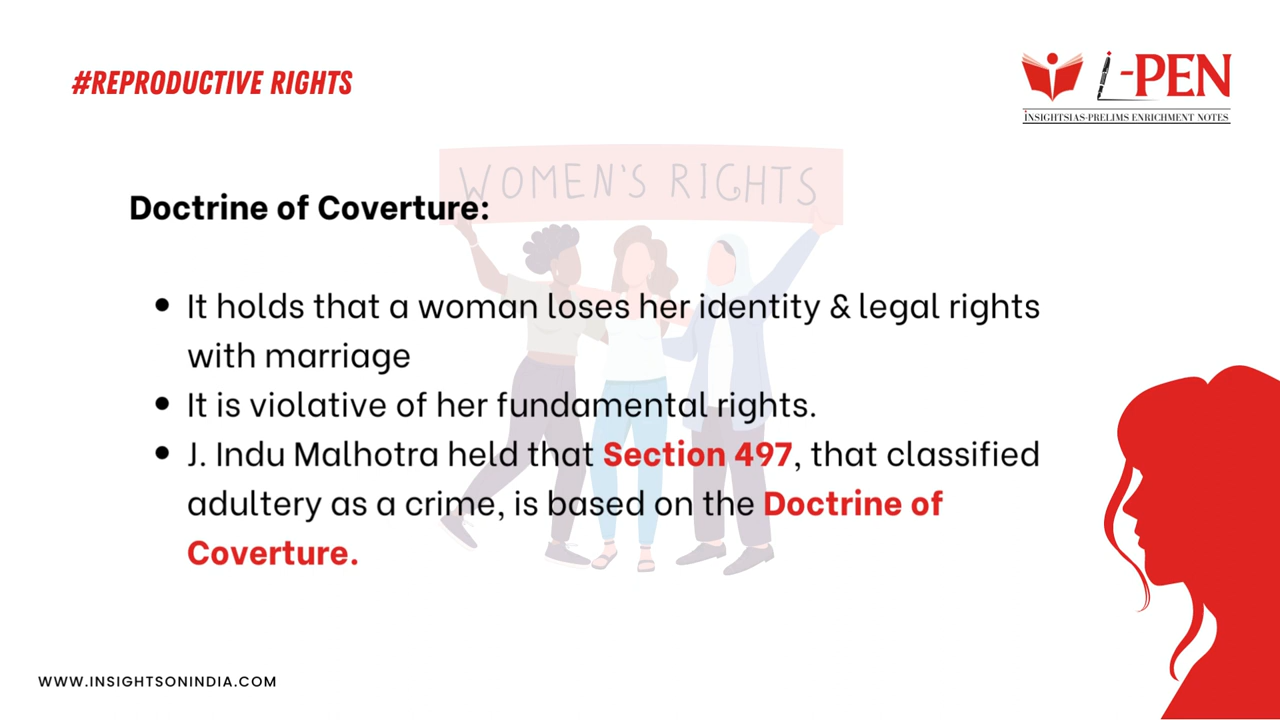 #REPRODUCTIVE RIGHTS
i-PEN
INSIGHTSIAS-PRELIMS ENRICHMENT NOTES
WOMEN'S RIGHTS
Doctrine of Coverture:
• It holds that a woman loses her identity & legal rights
with marriage
• It is violative of her fundamental rights.
• J. Indu Malhotra held that Section 497, that classified
adultery as a crime, is based on the Doctrine of
Coverture.
WWW.INSIGHTSONINDIA.COM